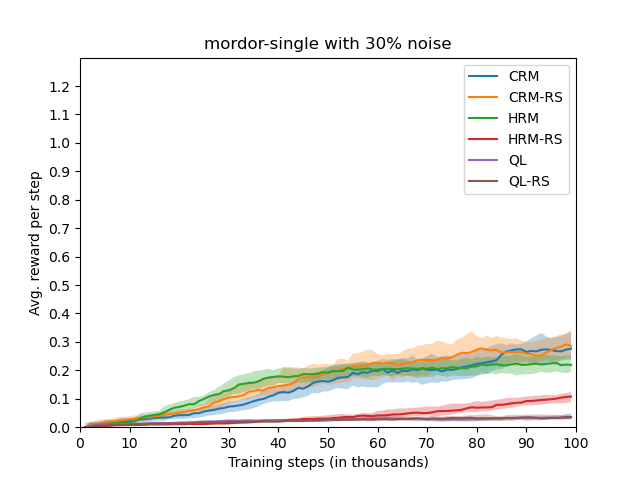 mordor-single with 30% noise
Avg. reward per step
1.2
1.1
1.0
0.9
0.8
0.7
0.6
0.5
0.4
0.3
0.2
0.1
0.0
CRM
CRM-RS
HRM
HRM-RS
QL
QL-RS
0 10 20 30 40 50 60 70 80 90 100
Training steps (in thousands)